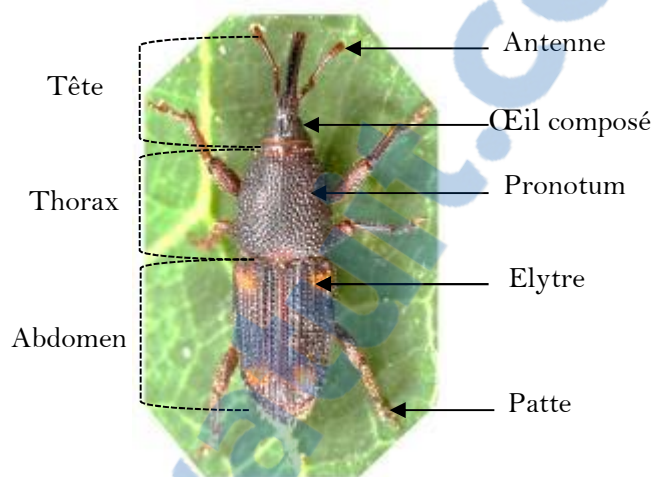 Antenne
Tête
Œil composé
Pronotum
Thorax
Elytre
Abdomen
Patte